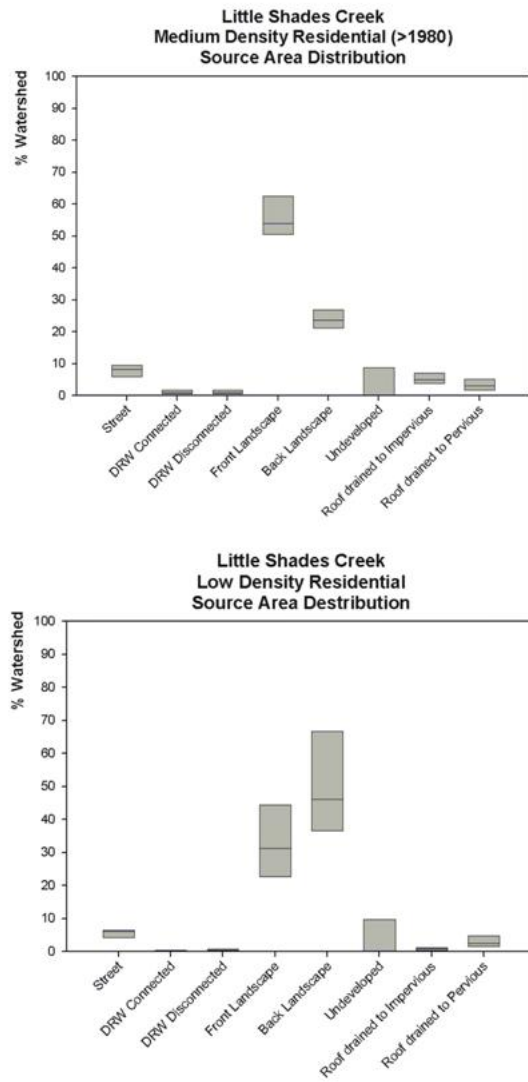 Little Shades Creek
Medium Density Residential (>1980)
Source Area Distribution
% Watershed
100
90
80
70
60
50
40
30
20
10
0
Street
DRW Connected
DRW Disconnected
Front Landscape
Back Landscape
Undeveloped
Roof drained to Impervious
Roof drained to Pervious
Little Shades Creek
Low Density Residential
Source Area Destribution
% Watershed
100
90
80
70
60
50
40
30
20
10
0
Street
DRW Connected
DRW Disconnected
Front Landscape
Back Landscape
Undeveloped
Roof drained to Impervious
Roof drained to Pervious